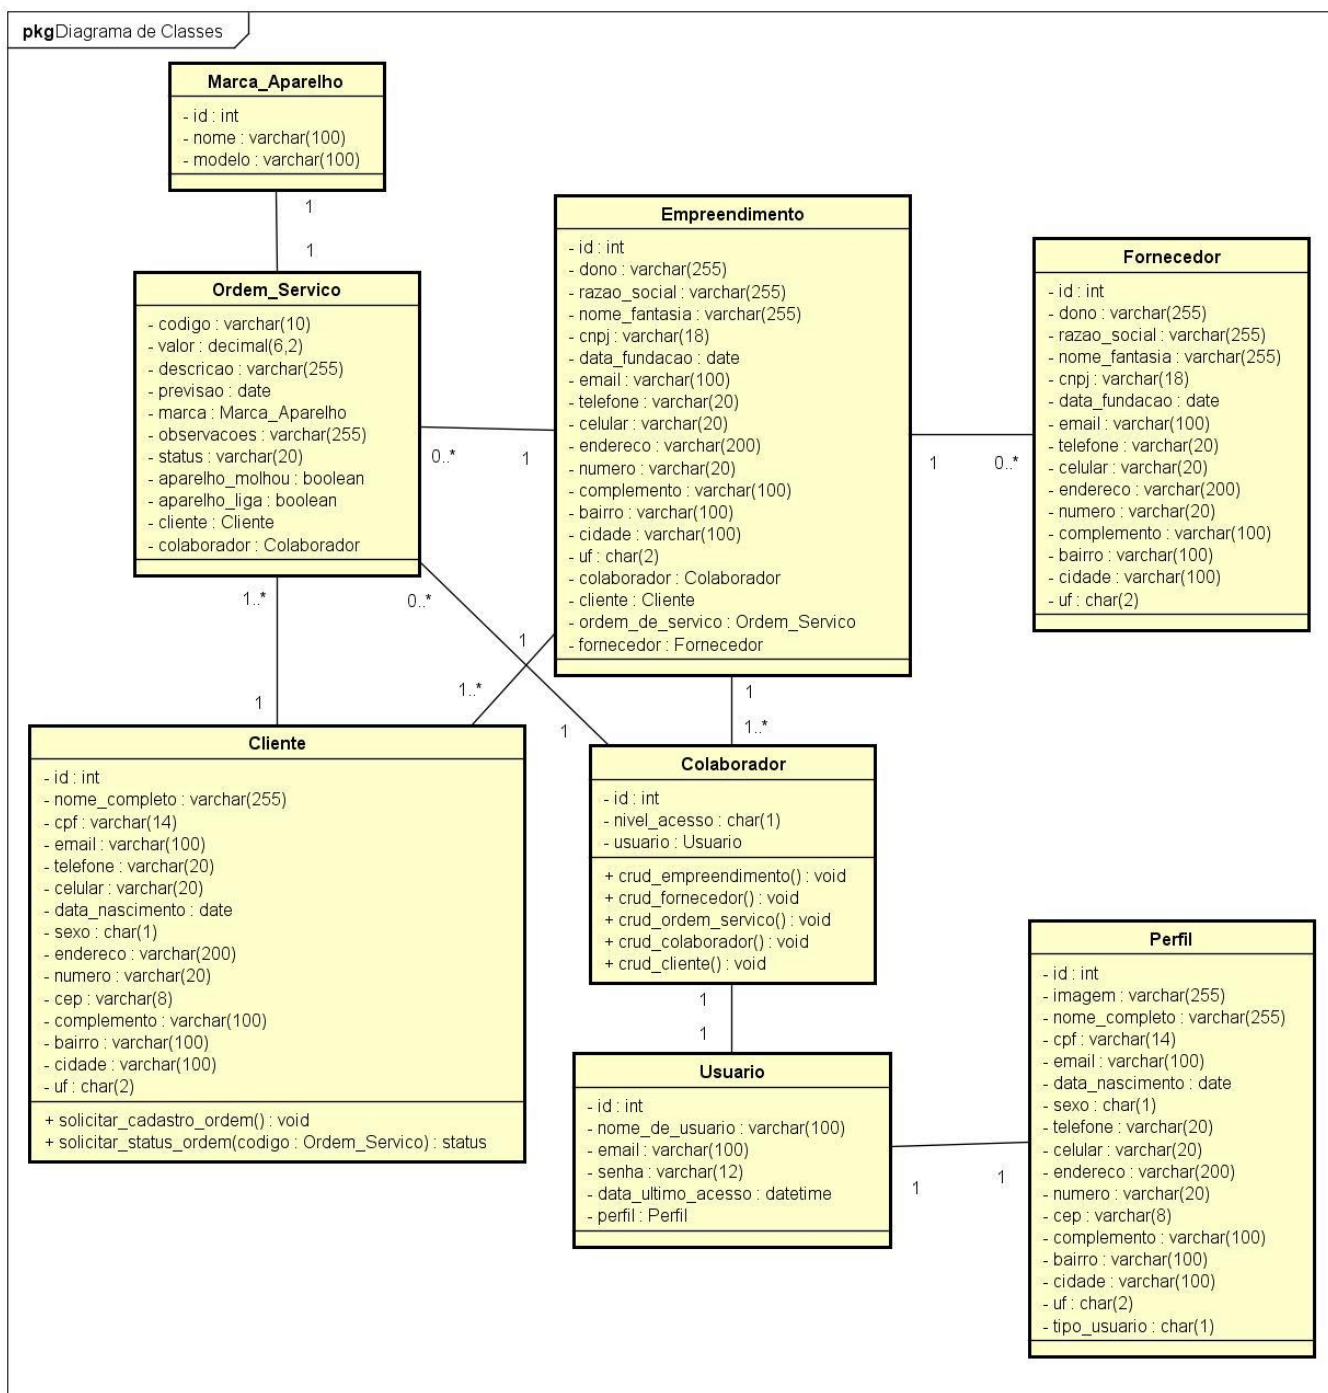 pkgDiagrama de Classes
Marca_Aparelho
- id : int
- nome : varchar(100)
- modelo : varchar(100)
1
1
Ordem_Servico
- codigo : varchar(10)
- valor : decimal(6,2)
- descricao : varchar(255)
- previsao : date
- marca : Marca_Aparelho
- observacoes : varchar(255)
- status : varchar(20)
- aparelho_molhou : boolean
- aparelho_liga : boolean
- cliente : Cliente
- colaborador : Colaborador
0..*
1
Empreendimento
- id : int
- dono : varchar(255)
- razao_social : varchar(255)
- nome_fantasia : varchar(255)
- cnpj : varchar(18)
- data_fundacao : date
- email : varchar(100)
- telefone : varchar(20)
- celular : varchar(20)
- endereco : varchar(200)
- numero : varchar(20)
- complemento : varchar(100)
- bairro : varchar(100)
- cidade : varchar(100)
- uf : char(2)
- colaborador : Colaborador
- cliente : Cliente
- ordem_de_servico : Ordem_Servico
- fornecedor : Fornecedor
1
0..*
Fornecedor
- id : int
- dono : varchar(255)
- razao_social : varchar(255)
- nome_fantasia : varchar(255)
- cnpj : varchar(18)
- data_fundacao : date
- email : varchar(100)
- telefone : varchar(20)
- celular : varchar(20)
- endereco : varchar(200)
- numero : varchar(20)
- complemento : varchar(100)
- bairro : varchar(100)
- cidade : varchar(100)
- uf : char(2)
1..*
0..*
1
1..*
1
1
1
1..*
Cliente
- id : int
- nome_completo : varchar(255)
- cpf : varchar(14)
- email : varchar(100)
- telefone : varchar(20)
- celular : varchar(20)
- data_nascimento : date
- sexo : char(1)
- endereco : varchar(200)
- numero : varchar(20)
- cep : varchar(8)
- complemento : varchar(100)
- bairro : varchar(100)
- cidade : varchar(100)
- uf : char(2)
+ solicitar_cadastro_ordem() : void
+ solicitar_status_ordem(codigo : Ordem_Servico) : status
Colaborador
- id : int
- nivel_acesso : char(1)
- usuario : Usuario
+ crud_empreendimento() : void
+ crud_fornecedor() : void
+ crud_ordem_servico() : void
+ crud_colaborador() : void
+ crud_cliente() : void
1
1
Usuario
- id : int
- nome_de_usuario : varchar(100)
- email : varchar(100)
- senha : varchar(12)
- data_ultimo_acesso : datetime
- perfil : Perfil
1
1
Perfil
- id : int
- imagem : varchar(255)
- nome_completo : varchar(255)
- cpf : varchar(14)
- email : varchar(100)
- data_nascimento : date
- sexo : char(1)
- telefone : varchar(20)
- celular : varchar(20)
- endereco : varchar(200)
- numero : varchar(20)
- cep : varchar(8)
- complemento : varchar(100)
- bairro : varchar(100)
- cidade : varchar(100)
- uf : char(2)
- tipo_usuario : char(1)